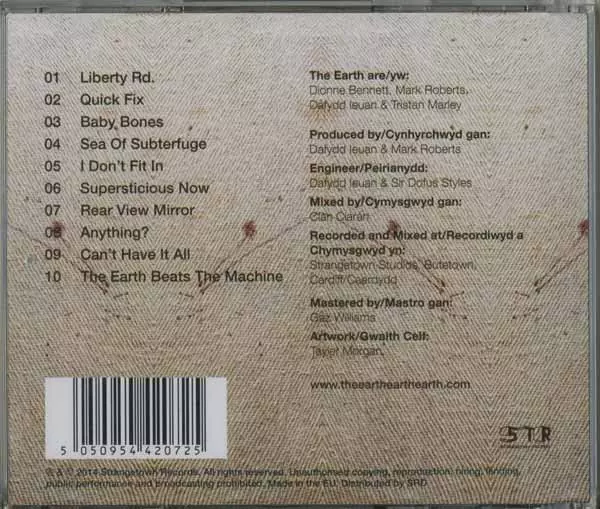 01 Liberty Rd.
02 Quick Fix
03 Baby Bones
04 Sea Of Subterfuge
05 I Don't Fit In
06 Supersticious Now
07 Rear View Mirror
08 Anything?
09 Can't Have It All
10 The Earth Beats The Machine
The Earth are/yw:
Dionne Bennett, Mark Roberts,
Dafydd Ieuan & Tristan Marley
Produced by/Cynhyrchwyd gan:
Dafydd Ieuan & Mark Roberts
Engineer/Peirianydd:
Dafydd Ieuan & Sir Dofus Styles
Mixed by/Cymysgwyd gan:
Cian Ciarán
Recorded and Mixed at/Recordiwyd a
Chymysgwyd yn:
Strangetown Studios, Butetown,
Cardiff/Caerdydd
Mastered by/Mastro gan:
Gaz Williams
Artwork/Gwaith Celf:
Morgan
www.theearthearthearth.com
5 050954 420725
STR
℗ & © 2014 Strangetown Records. All rights reserved. Unauthorised copying, reproduction, hiring, lending,
public performance and broadcasting prohibited. Made in the EU. Distributed by SRD